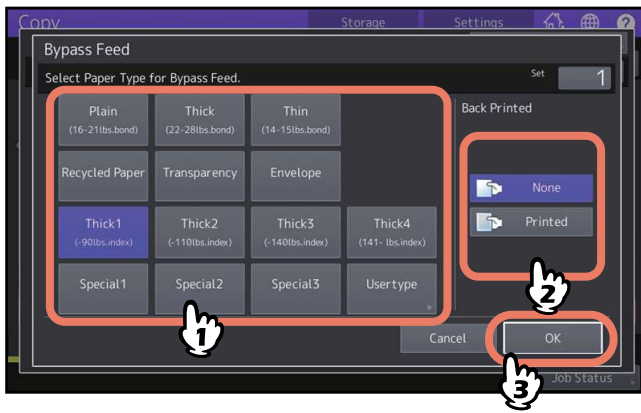 Copy
Storage
Settings
Bypass Feed
Select Paper Type for Bypass Feed.
Set
1
Plain
(16-21lbs.bond)
Thick
(22-28lbs.bond)
Thin
(14-15lbs.bond)
Back Printed
Recycled Paper
Transparency
Envelope
None
Thick1
(-90lbs.index)
Thick2
(-110lbs.index)
Thick3
(-140lbs.index)
Thick4
(141- lbs.index)
Printed
Special1
Special2
Special3
Usertype
1
2
Cancel
OK
3
Job Status